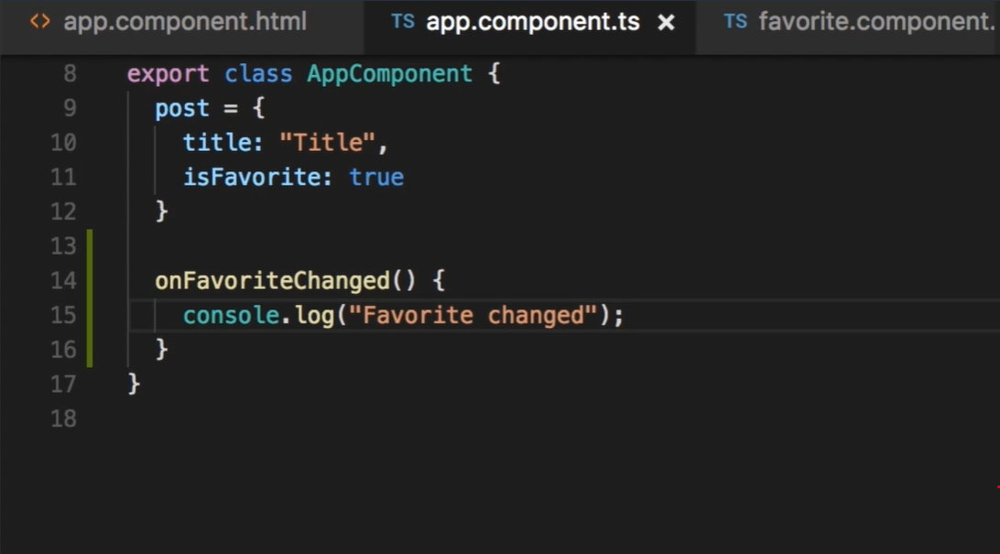 <> app.component.html TS app.component.ts × TS favorite.component.
8 export class AppComponent {
9 post = {
10 title: "Title",
11 isFavorite: true
12 }
13
14 onFavoriteChanged() {
15 console.log("Favorite changed");
16 }
17 }
18